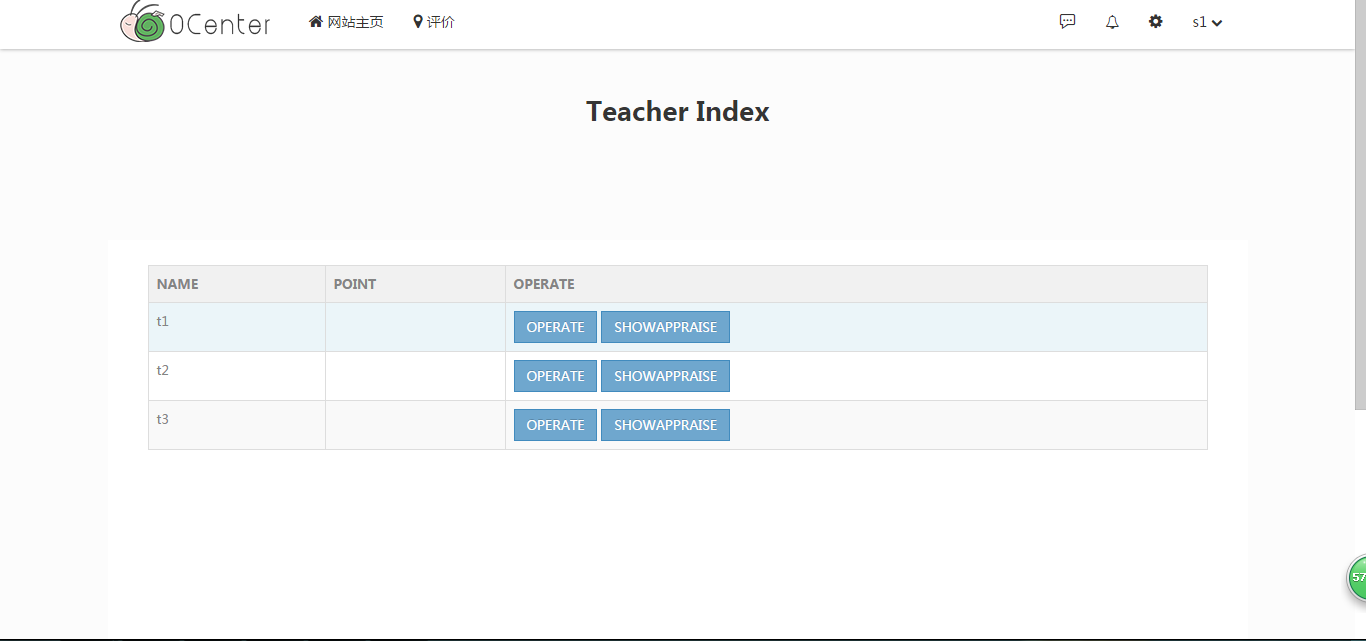 OCenter 网站主页 评价 s1
Teacher Index
NAME POINT OPERATE
t1 OPERATE SHOWAPPRAISE
t2 OPERATE SHOWAPPRAISE
t3 OPERATE SHOWAPPRAISE
57